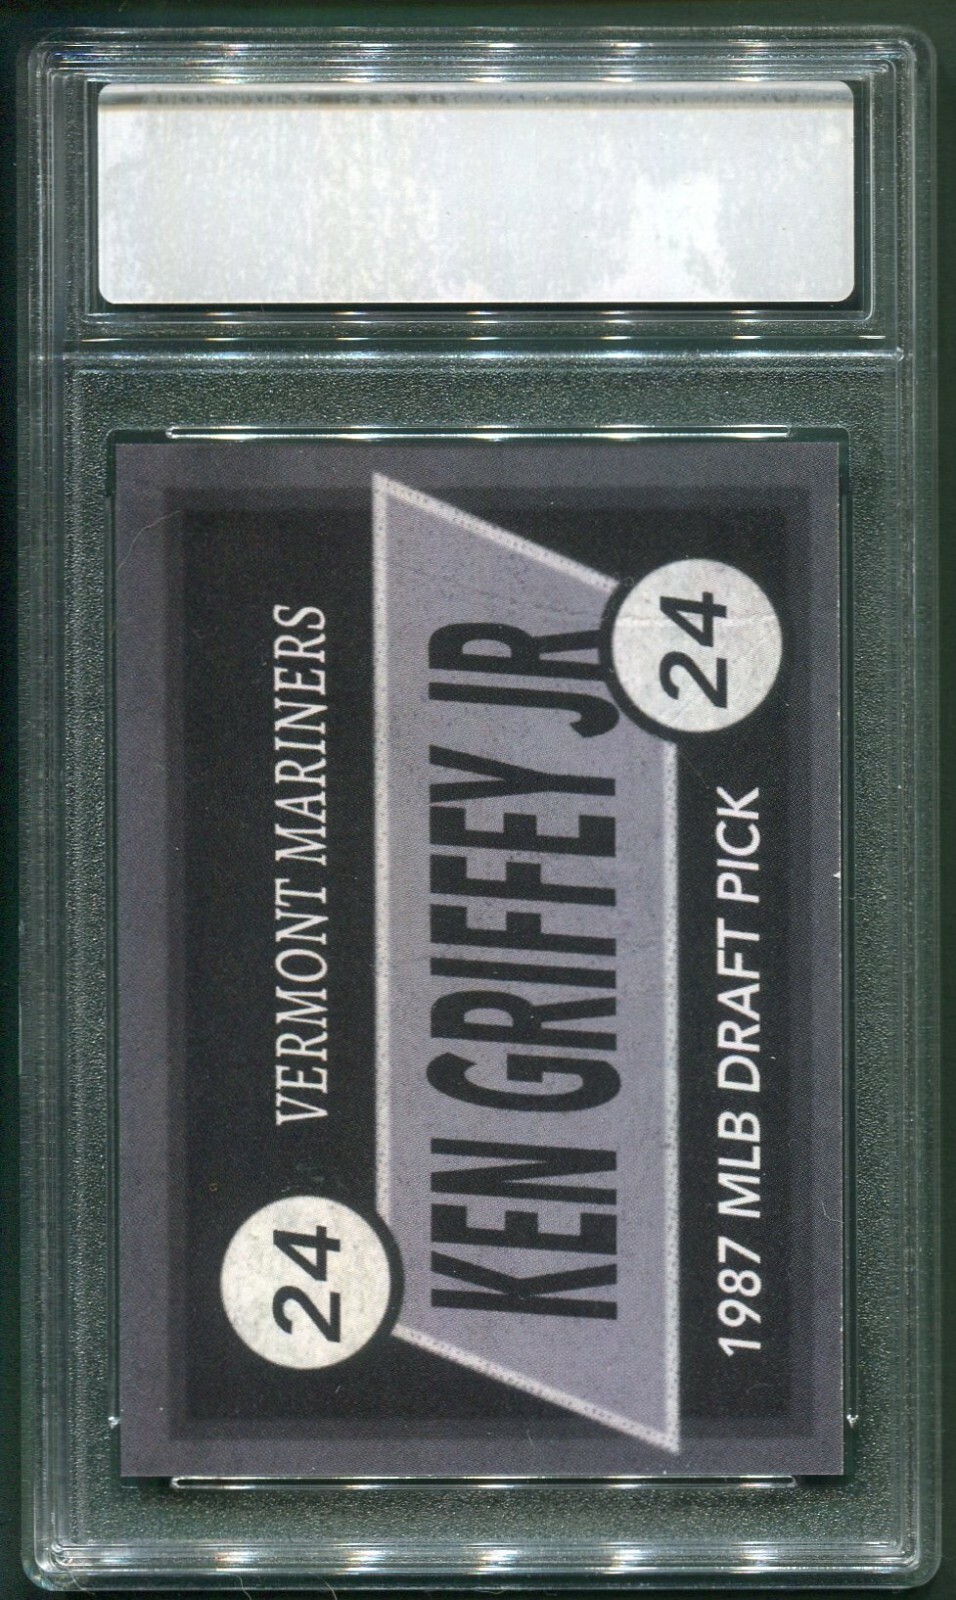 VERMONT MARINERS
24
KEN GRIFFEY JR
24
1987 MLB DRAFT PICK